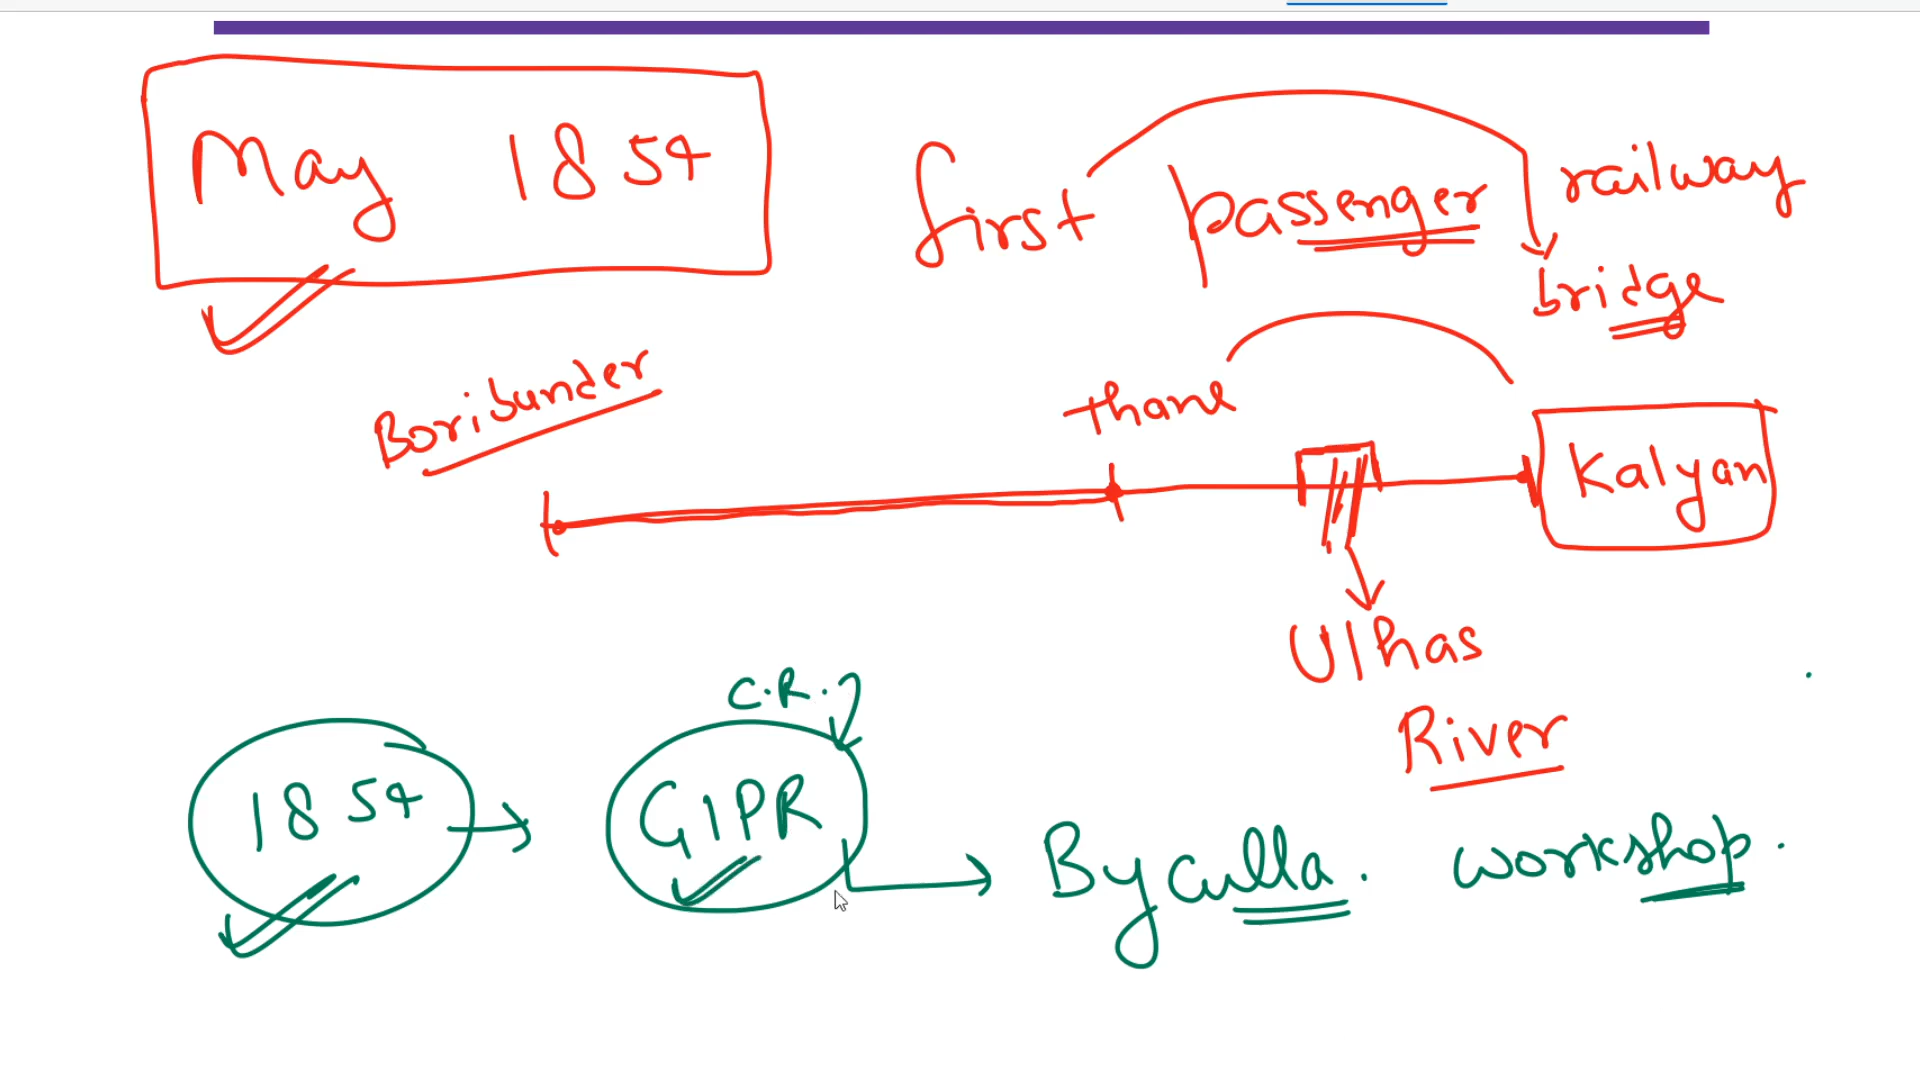 May 1854
first passenger railway
bridge
Boribunder
thane
Kalyan
Ulhas
River
C.R.
1854
GIPR
Byculla. workshop.